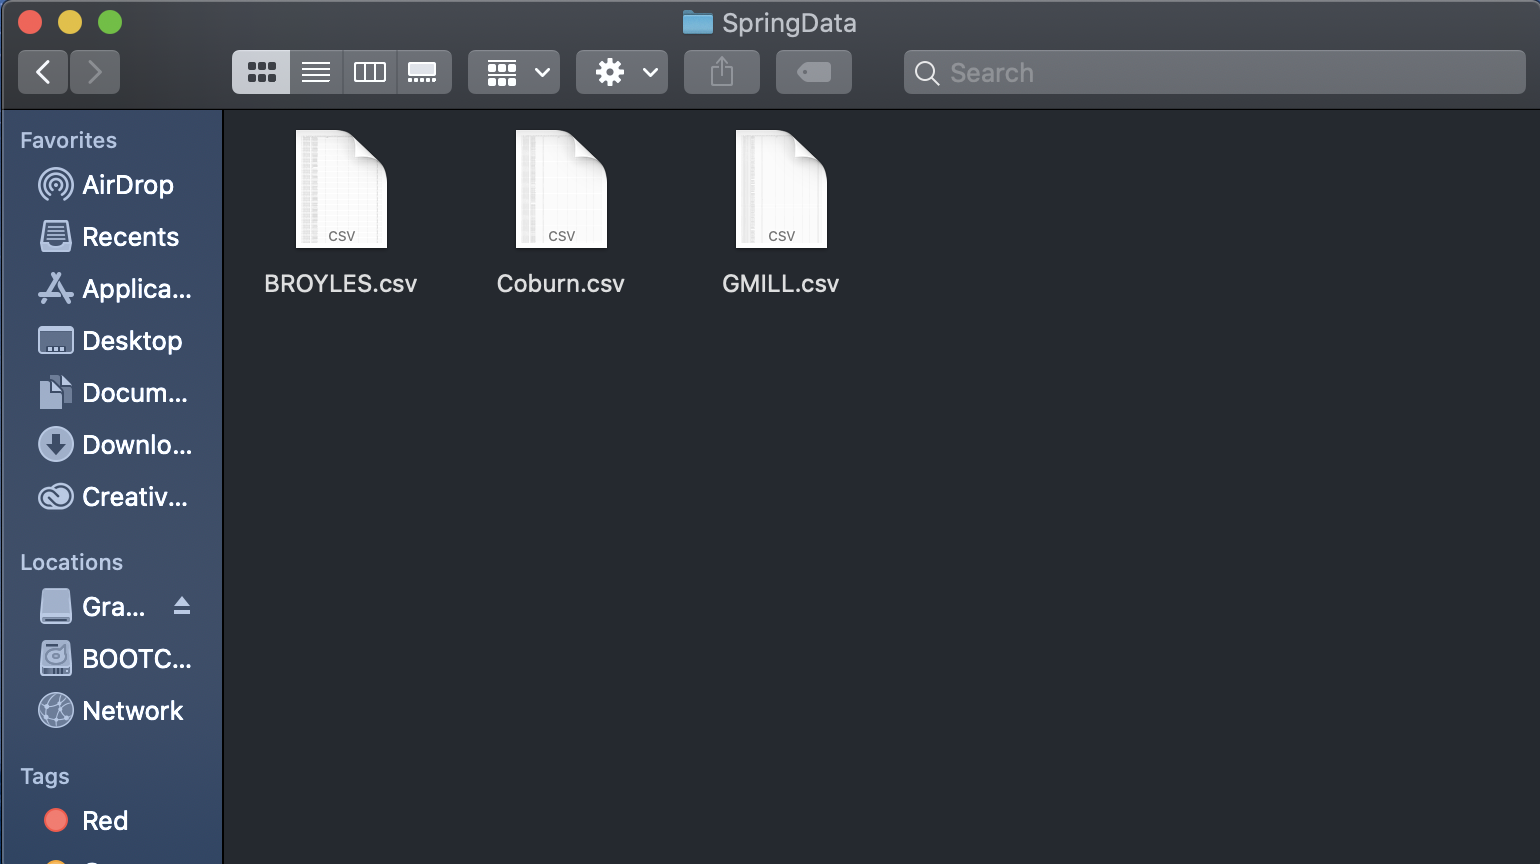 SpringData
Search
Favorites
AirDrop
Recents
Applica...
Desktop
Docum...
Downlo...
Creativ...
Locations
Gra...
BOOTC...
Network
Tags
Red
CSV CSV CSV
BROYLES.csv Coburn.csv GMILL.csv